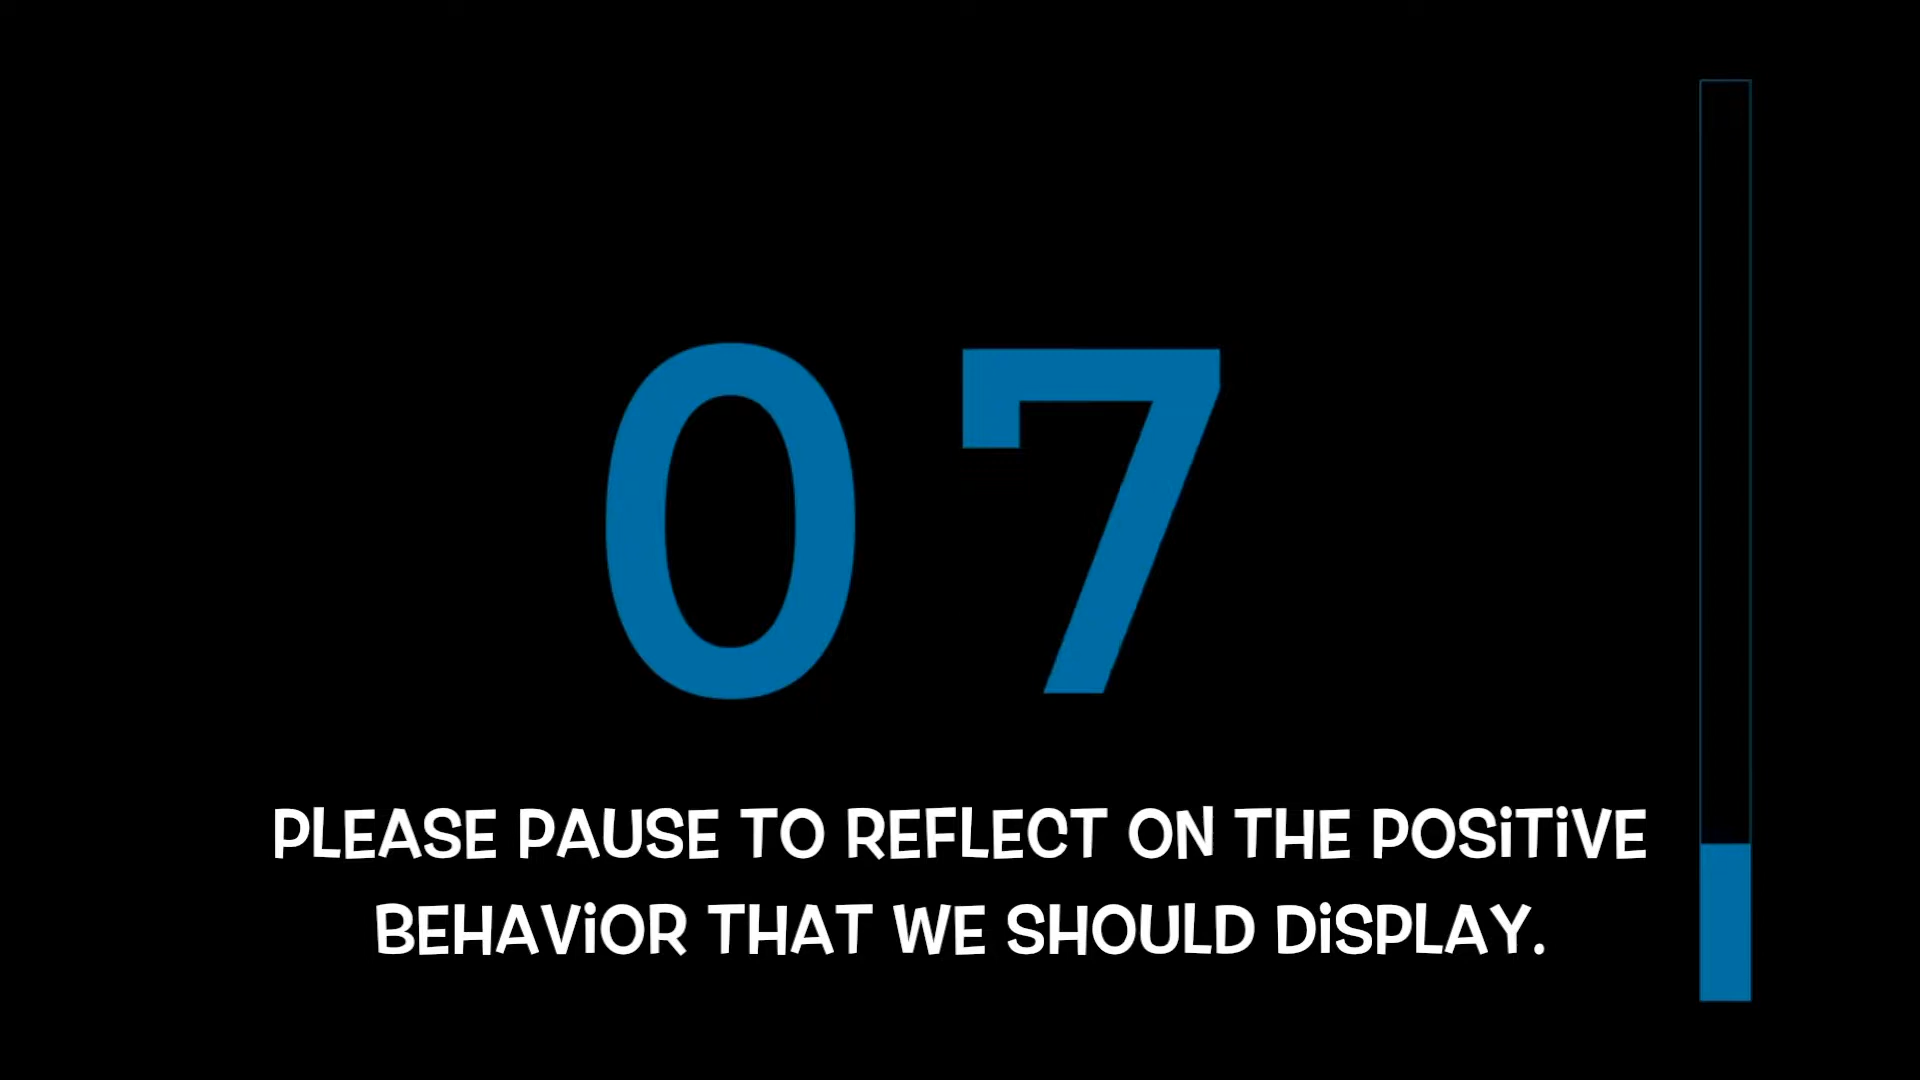 07
PLEASE PAUSE TO REFLECT ON THE POSiTiVE
BEHAViOR THAT WE SHOULD DiSPLAY.